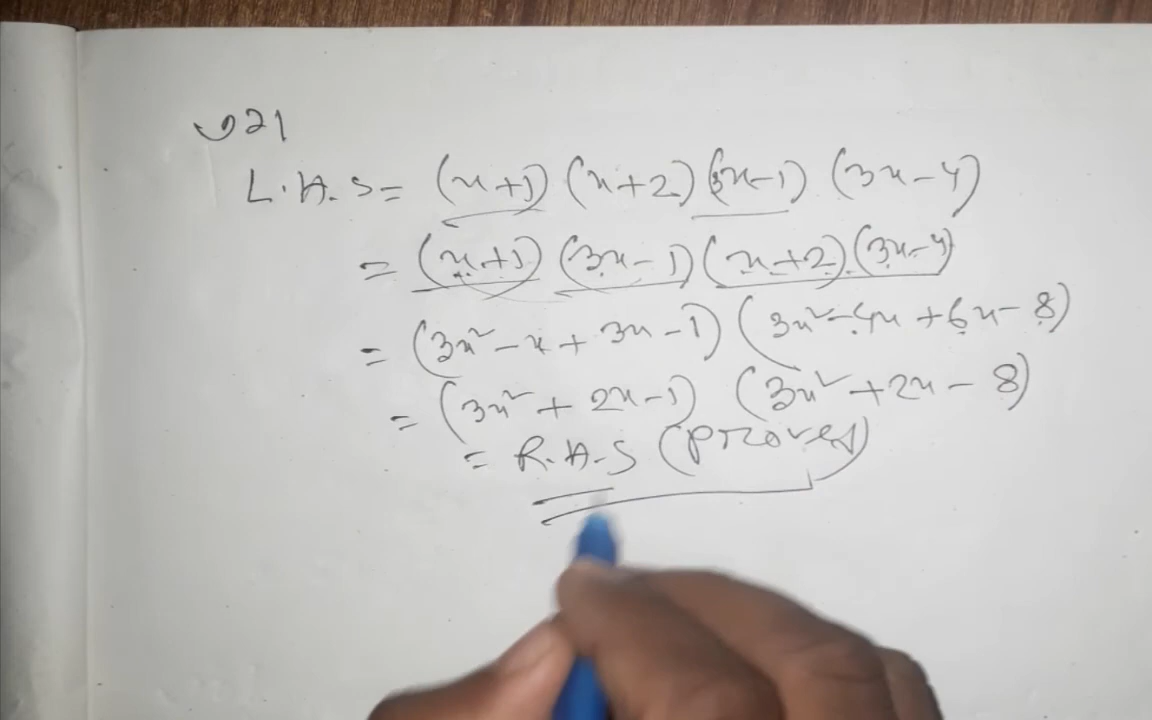 ৩21
L.H.S= (x+1) (x+2) (3x-1) (3x-4)
= (x+1) (3x-1) (x+2) (3x-4)
= (3x²-x+3x-1) (3x²-4x+6x-8)
= (3x²+2x-1) (3x²+2x-8)
= R.H.S (proved)